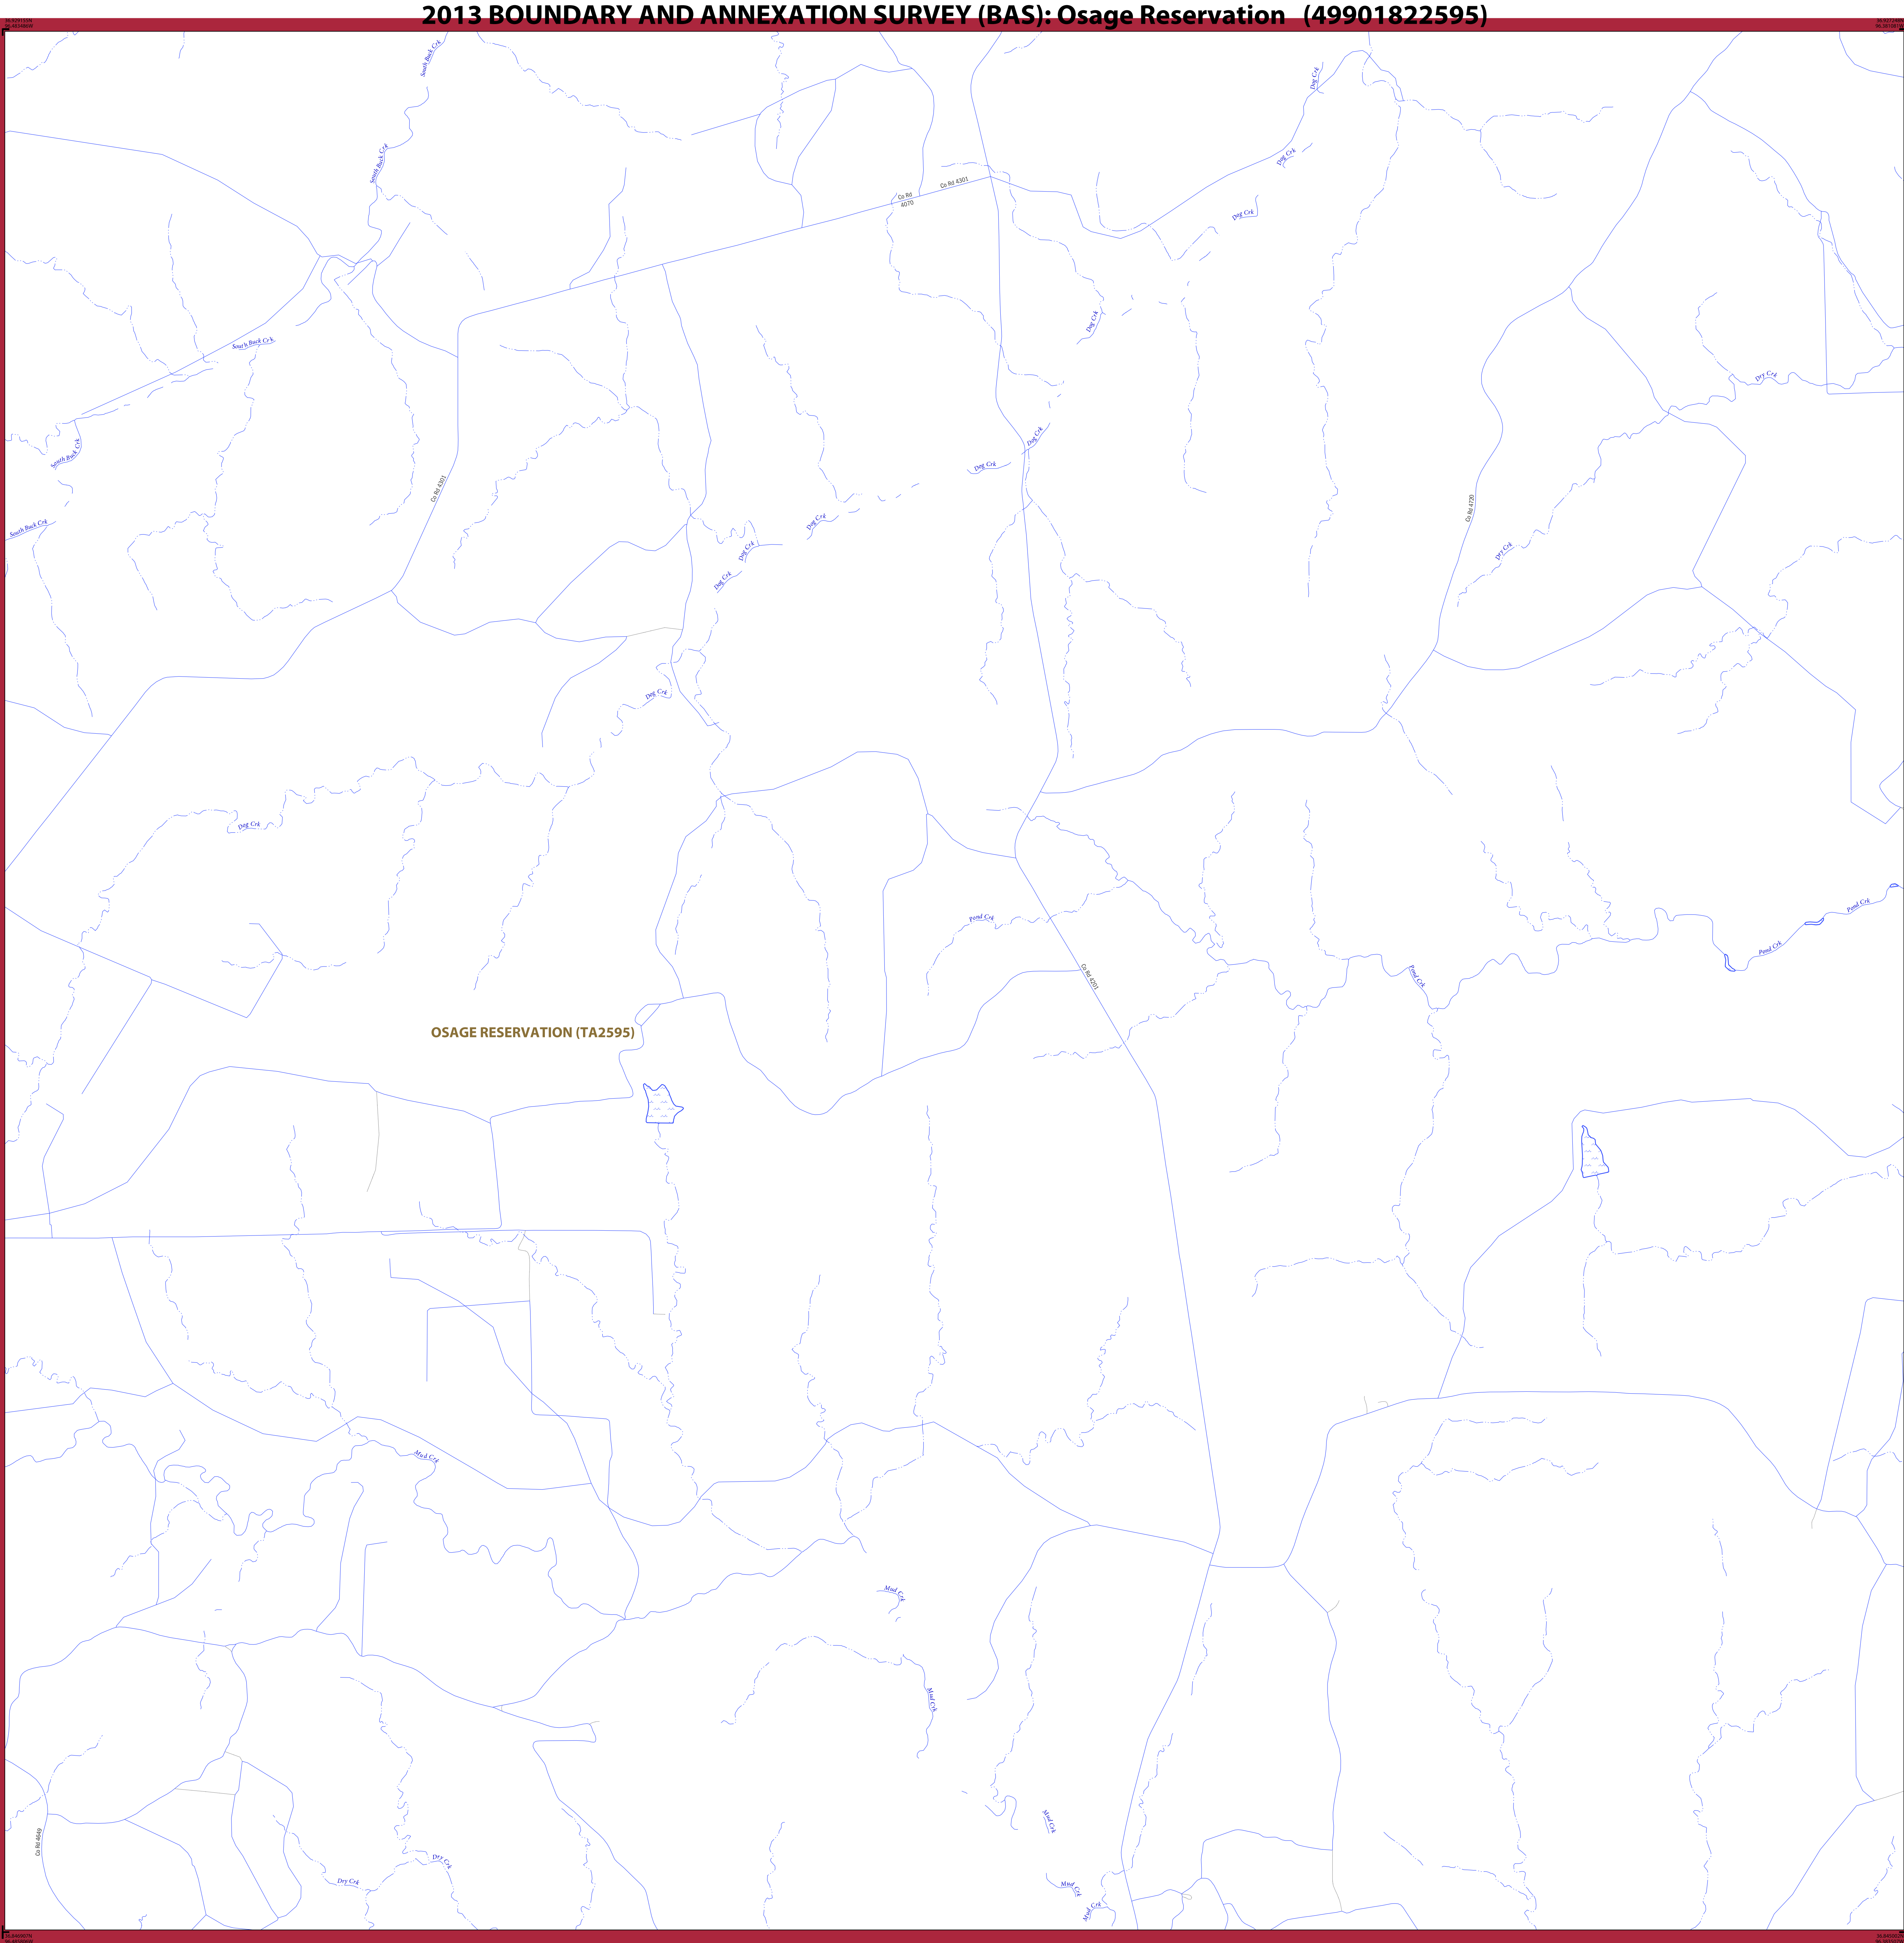 2013 BOUNDARY AND ANNEXATION SURVEY (BAS): Osage Reservation (49901822595)
South Buck Crk
Dog Crk
South Buck Crk
Dog Crk
Co Rd 4301
Co Rd
4070
Dog Crk
Dog Crk
South Buck Crk
Dry Crk
Dog Crk
South Buck Crk
Dog Crk
Co Rd 4301
Co Rd 4720
South Buck Crk
Dog Crk
Dog Crk
Dry Crk
Dog Crk
Dog Crk
Dog Crk
Pond Crk
Pond Crk
Pond Crk
Pond Crk
Co Rd 4201
OSAGE RESERVATION (TA2595)
Mud Crk
Mud Crk
Mud Crk
Mud Crk
Co Rd 4649
Dry Crk
Dry Crk
Mud Crk
Mud Crk